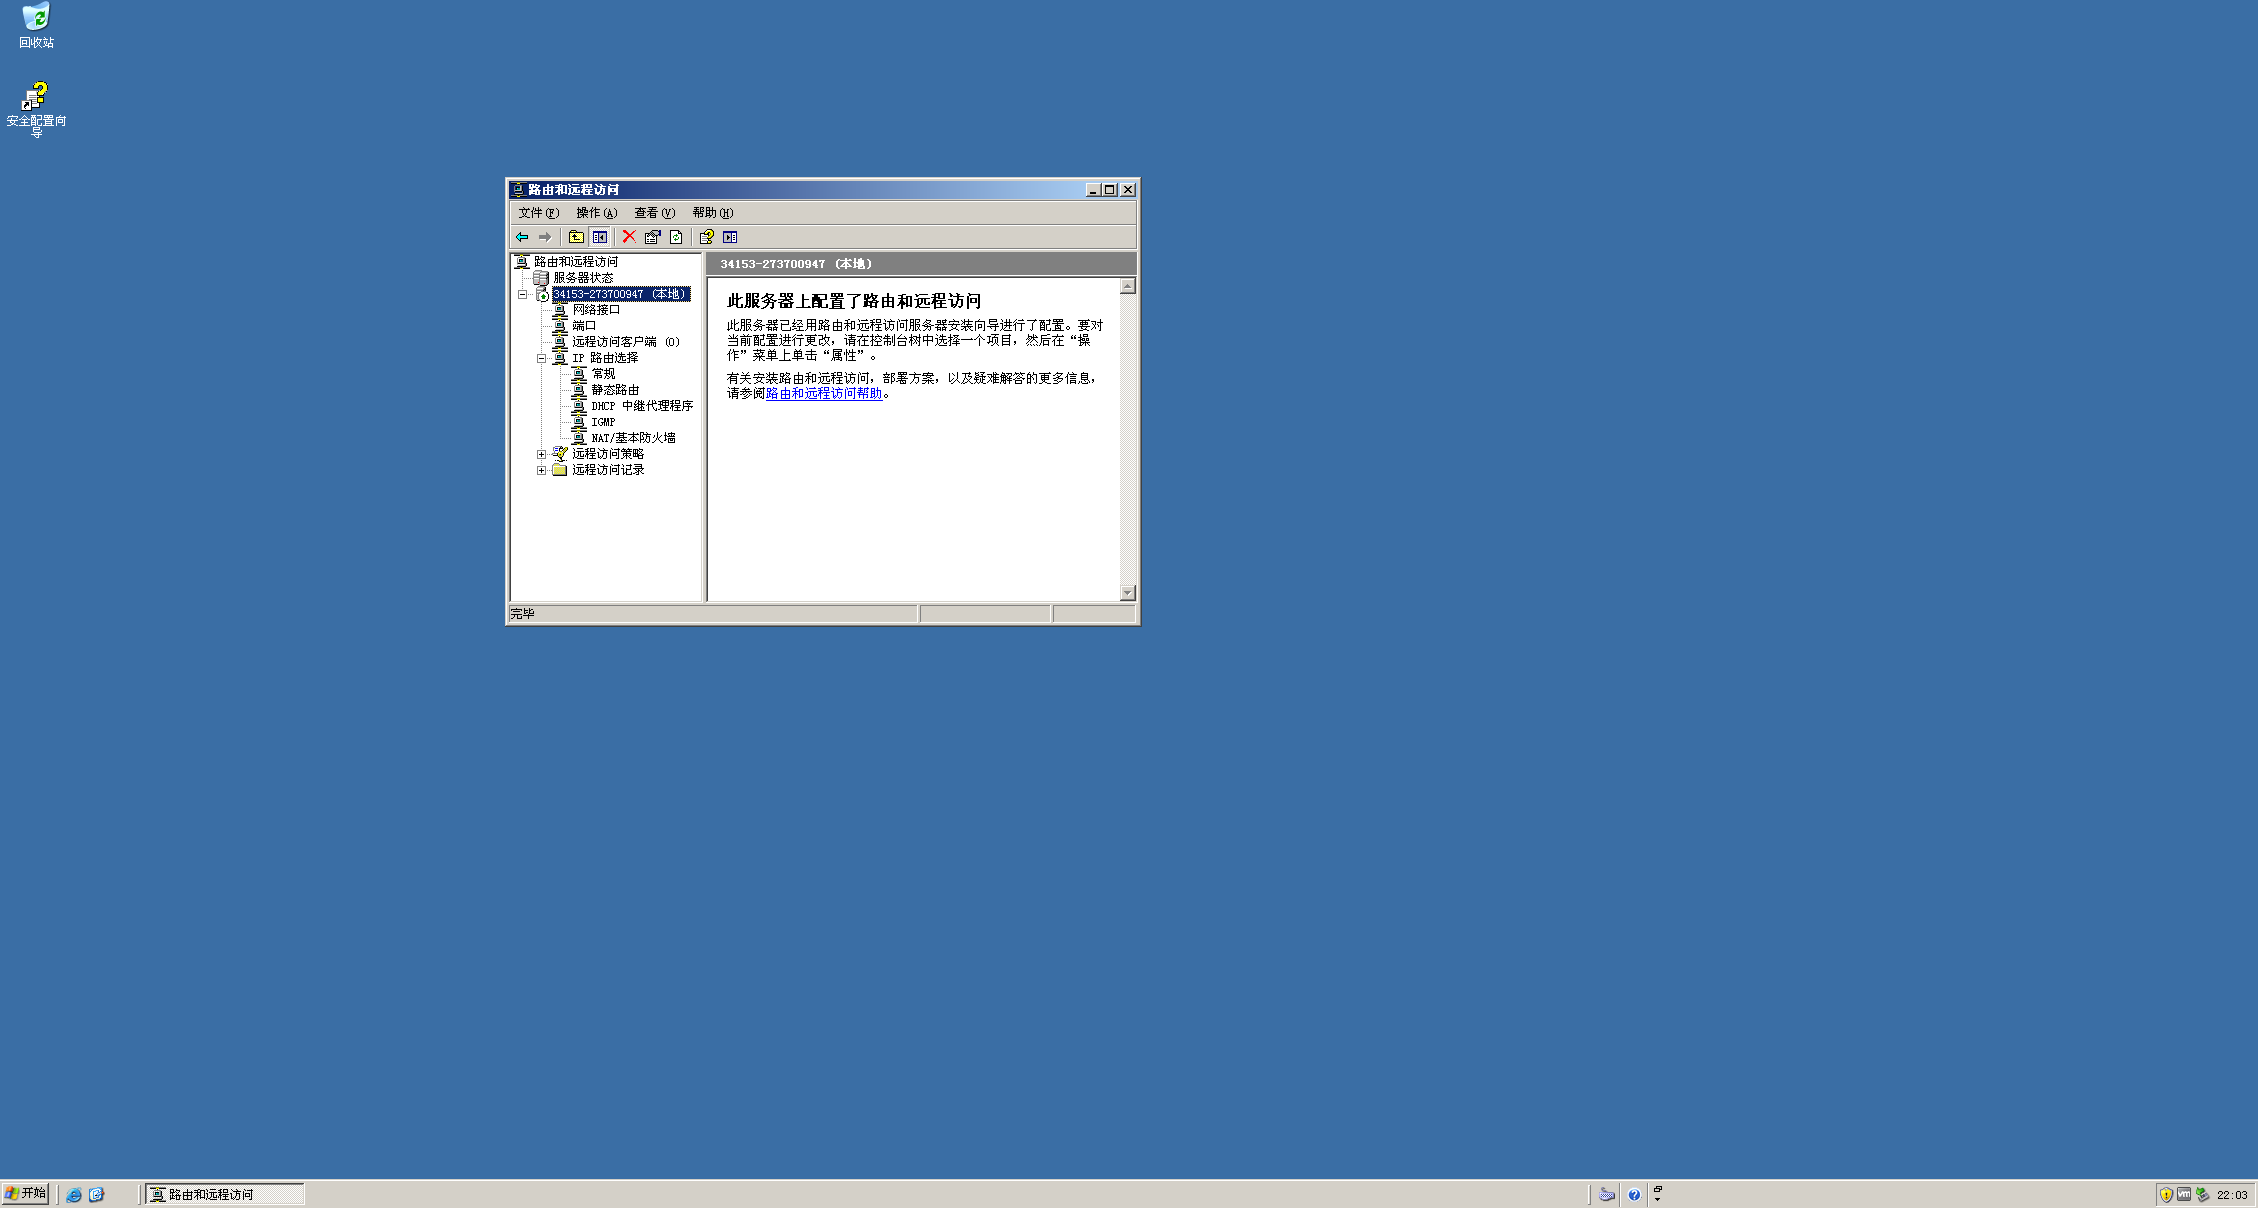 回收站
安全配置向
导
路由和远程访问
文件(F) 操作(A) 查看(V) 帮助(H)
路由和远程访问
服务器状态
34153-273700947 (本地)
网络接口
端口
远程访问客户端 (0)
IP 路由选择
常规
静态路由
DHCP 中继代理程序
IGMP
NAT/基本防火墙
远程访问策略
远程访问记录
34153-273700947 (本地)
此服务器上配置了路由和远程访问
此服务器已经用路由和远程访问服务器安装向导进行了配置。要对
当前配置进行更改，请在控制台树中选择一个项目，然后在“操
作”菜单上单击“属性”。
有关安装路由和远程访问，部署方案，以及疑难解答的更多信息，
请参阅路由和远程访问帮助。
完毕
开始
路由和远程访问
22:03